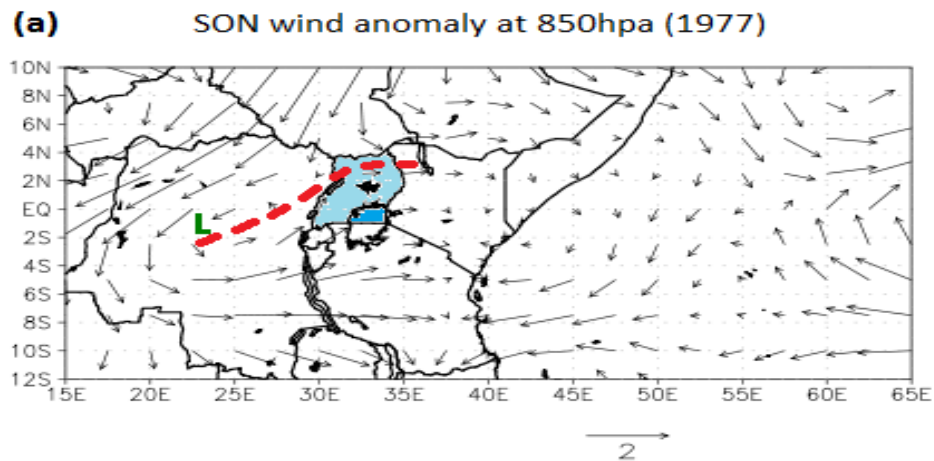 (a) SON wind anomaly at 850hpa (1977)
10N
8N
6N
4N
2N
EQ
L
2S
4S
6S
8S
10S
12S
15E 20E 25E 30E 35E 40E 45E 50E 55E 60E 65E
2